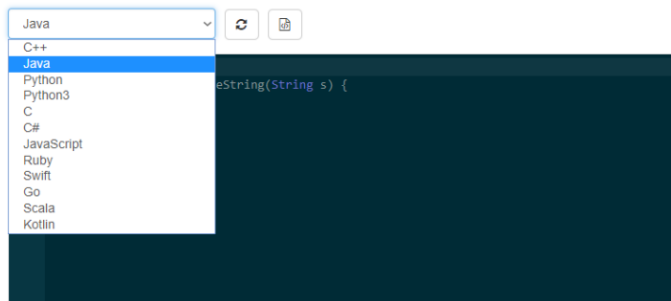 Java
C++
Java
Python
Python3
eString(String s) {
C
C#
JavaScript
Ruby
Swift
Go
Scala
Kotlin